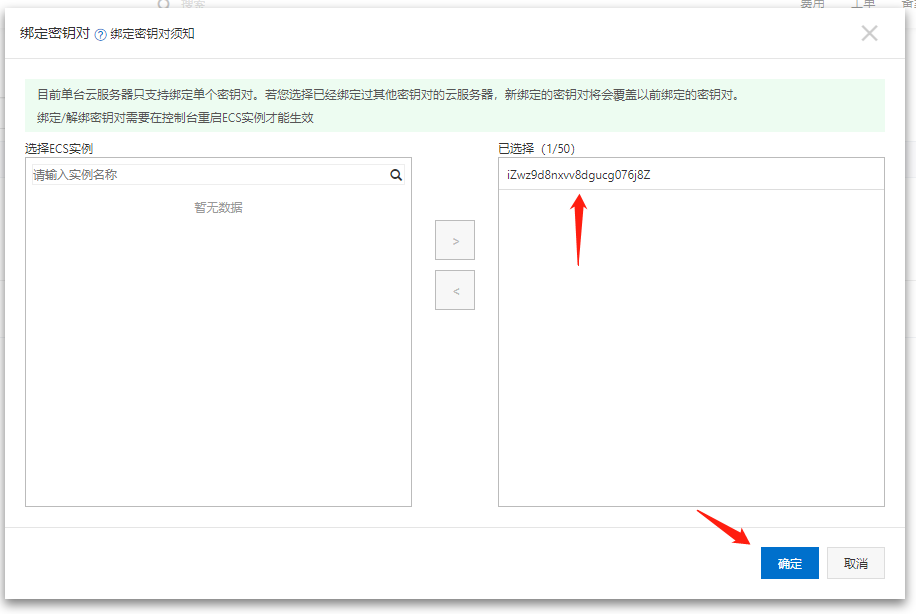 搜索
费用 工单
绑定密钥对 ? 绑定密钥对须知
目前单台云服务器只支持绑定单个密钥对。若您选择已经绑定过其他密钥对的云服务器，新绑定的密钥对将会覆盖以前绑定的密钥对。
绑定/解绑密钥对需要在控制台重启ECS实例才能生效
选择ECS实例
已选择（1/50）
请输入实例名称
iZwz9d8nxvv8dgucg076j8Z
暂无数据
>
<
确定
取消